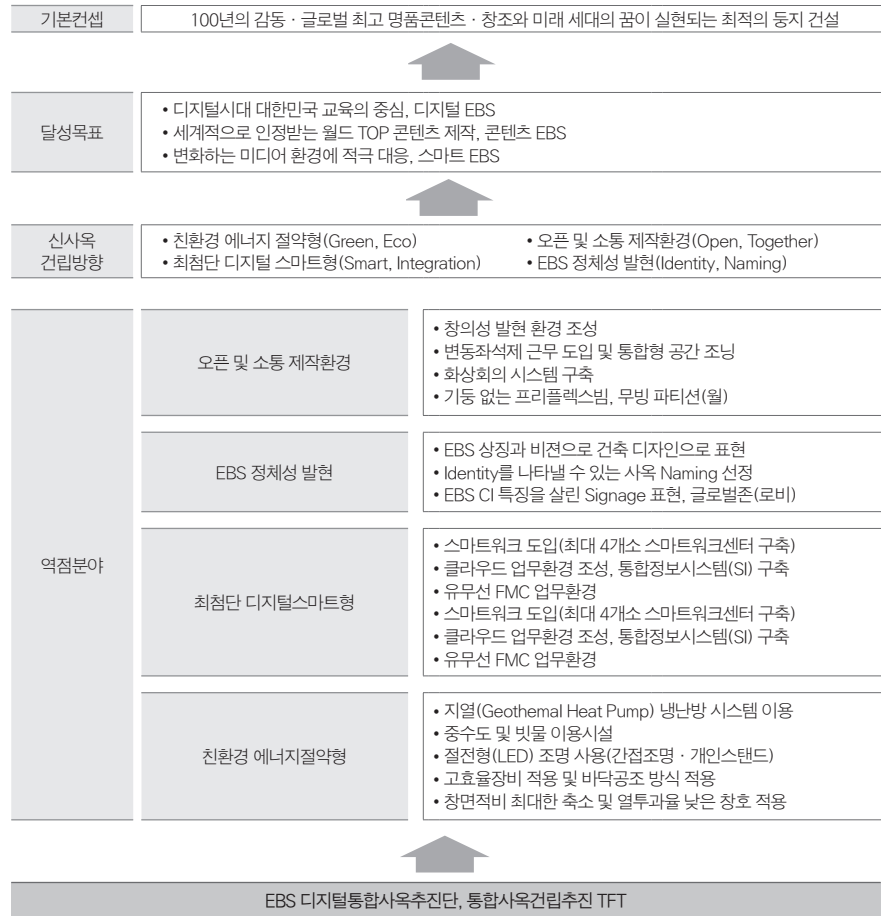 기본컨셉
100년의 감동 · 글로벌 최고 명품콘텐츠 · 창조와 미래 세대의 꿈이 실현되는 최적의 둥지 건설
달성목표
• 디지털시대 대한민국 교육의 중심, 디지털 EBS
• 세계적으로 인정받는 월드 TOP 콘텐츠 제작, 콘텐츠 EBS
• 변화하는 미디어 환경에 적극 대응, 스마트 EBS
신사옥
건립방향
• 친환경 에너지 절약형(Green, Eco)
• 최첨단 디지털 스마트형(Smart, Integration)
• 오픈 및 소통 제작환경(Open, Together)
• EBS 정체성 발현(Identity, Naming)
역점분야
오픈 및 소통 제작환경
• 창의성 발현 환경 조성
• 변동좌석제 근무 도입 및 통합형 공간 조닝
• 화상회의 시스템 구축
• 기둥 없는 프리플렉스빔, 무빙 파티션(월)
EBS 정체성 발현
• EBS 상징과 비젼으로 건축 디자인으로 표현
• Identity를 나타낼 수 있는 사옥 Naming 선정
• EBS CI 특징을 살린 Signage 표현, 글로벌존(로비)
최첨단 디지털스마트형
• 스마트워크 도입(최대 4개소 스마트워크센터 구축)
• 클라우드 업무환경 조성, 통합정보시스템(SI) 구축
• 유무선 FMC 업무환경
• 스마트워크 도입(최대 4개소 스마트워크센터 구축)
• 클라우드 업무환경 조성, 통합정보시스템(SI) 구축
• 유무선 FMC 업무환경
친환경 에너지절약형
• 지열(Geothemal Heat Pump) 냉난방 시스템 이용
• 중수도 및 빗물 이용시설
• 절전형(LED) 조명 사용(간접조명 · 개인스탠드)
• 고효율장비 적용 및 바닥공조 방식 적용
• 창면적비 최대한 축소 및 열투과율 낮은 창호 적용
EBS 디지털통합사옥추진단, 통합사옥건립추진 TFT